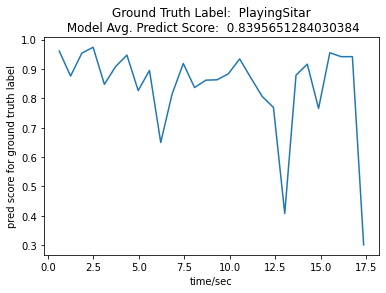 Ground Truth Label:  PlayingSitar
Model Avg. Predict Score:  0.8395651284030384
pred score for ground truth label
1.0
0.9
0.8
0.7
0.6
0.5
0.4
0.3
0.0 2.5 5.0 7.5 10.0 12.5 15.0 17.5
time/sec